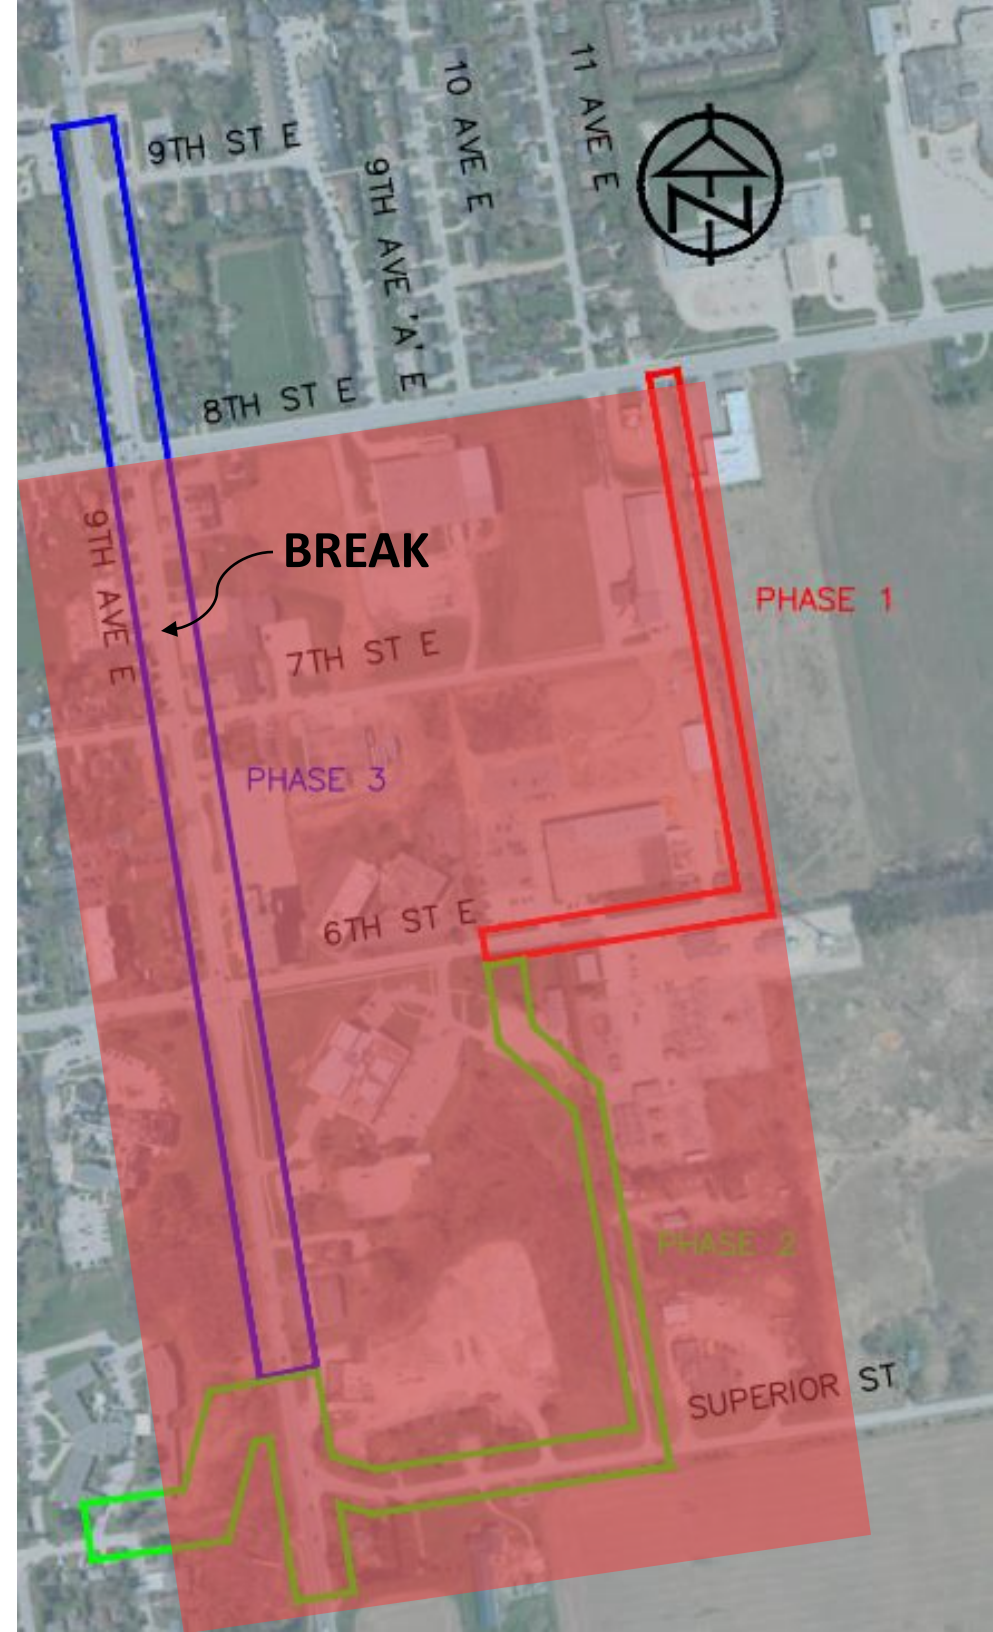 9TH ST E
10 AVE E
11 AVE E
9TH AVE 'A' E
N
8TH ST E
9TH AVE E
BREAK
PHASE 1
7TH ST E
PHASE 3
6TH ST E
PHASE 2
SUPERIOR ST